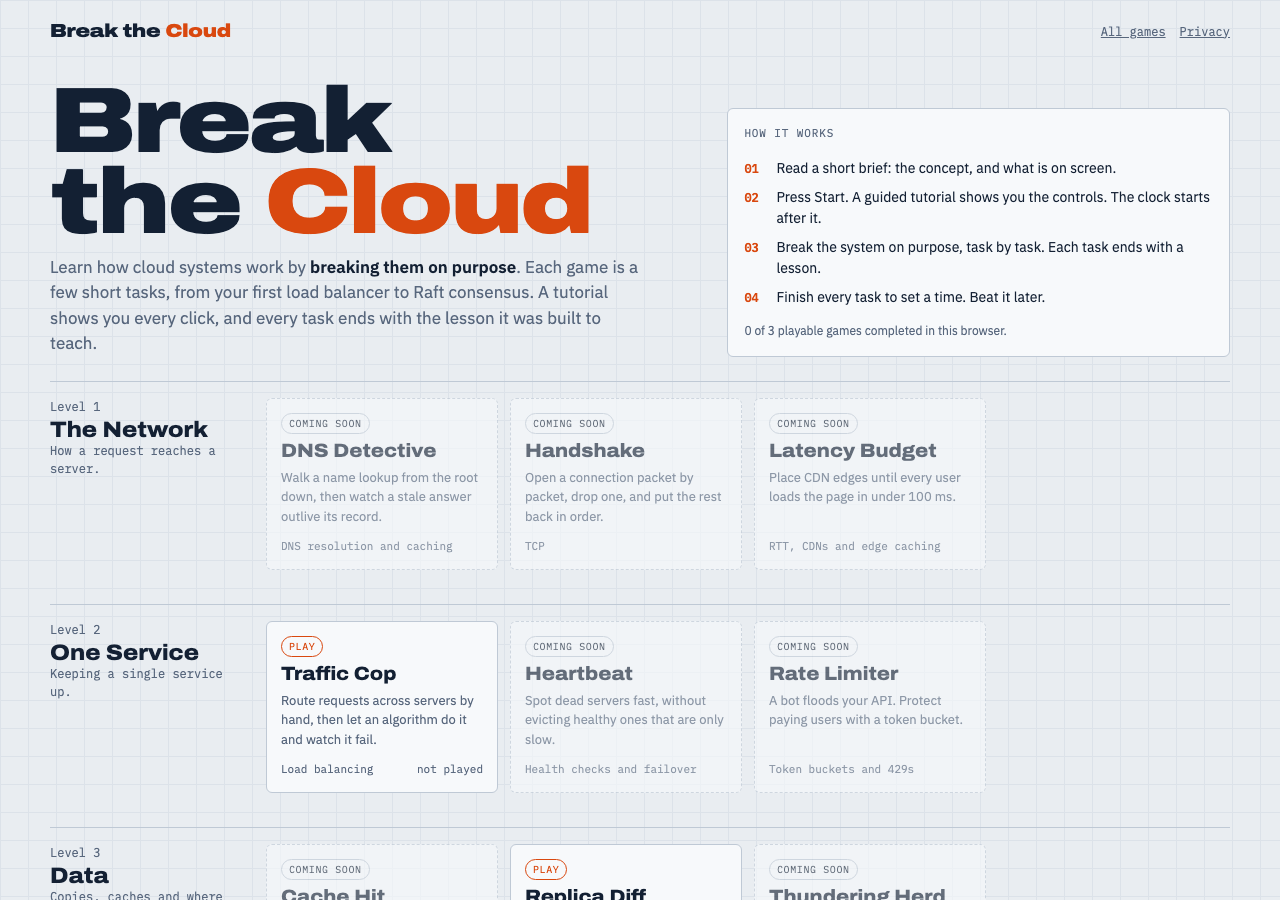 Break the Cloud
All games Privacy
Break
the Cloud
Learn how cloud systems work by breaking them on purpose. Each game is a
few short tasks, from your first load balancer to Raft consensus. A tutorial
shows you every click, and every task ends with the lesson it was built to
teach.
HOW IT WORKS
01 Read a short brief: the concept, and what is on screen.
02 Press Start. A guided tutorial shows you the controls. The clock starts
after it.
03 Break the system on purpose, task by task. Each task ends with a
lesson.
04 Finish every task to set a time. Beat it later.
0 of 3 playable games completed in this browser.
Level 1
The Network
How a request reaches a
server.
COMING SOON
DNS Detective
Walk a name lookup from the root
down, then watch a stale answer
outlive its record.
DNS resolution and caching
COMING SOON
Handshake
Open a connection packet by
packet, drop one, and put the rest
back in order.
TCP
COMING SOON
Latency Budget
Place CDN edges until every user
loads the page in under 100 ms.
RTT, CDNs and edge caching
Level 2
One Service
Keeping a single service
up.
PLAY
Traffic Cop
Route requests across servers by
hand, then let an algorithm do it
and watch it fail.
Load balancing not played
COMING SOON
Heartbeat
Spot dead servers fast, without
evicting healthy ones that are only
slow.
Health checks and failover
COMING SOON
Rate Limiter
A bot floods your API. Protect
paying users with a token bucket.
Token buckets and 429s
Level 3
Data
Copies, caches and where
COMING SOON
Cache Hit
PLAY
Replica Diff
COMING SOON
Thundering Herd